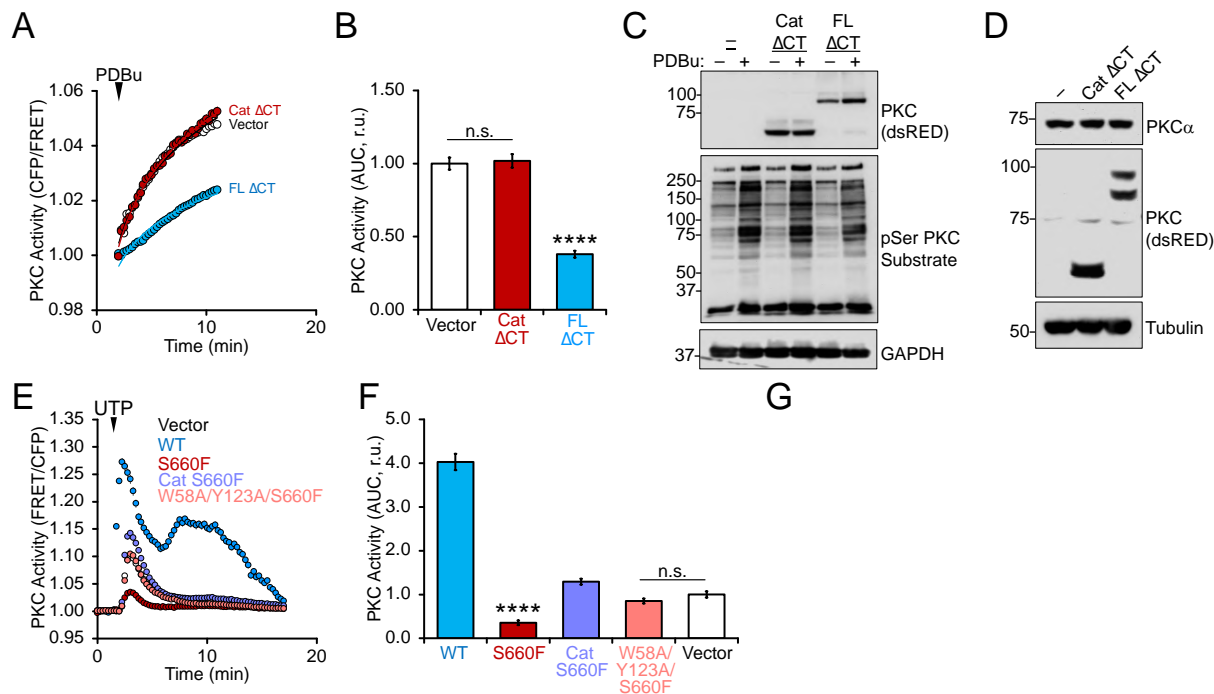 A
PDBu
PKC Activity (CFP/FRET)
1.06
1.04
1.02
1.00
0.98
Cat ΔCT
Vector
FL ΔCT
0
10
20
Time (min)
B
PKC Activity (AUC, r.u.)
1.50
1.00
0.50
0.00
n.s.
****
Vector
Cat
ΔCT
FL
ΔCT
C
Cat
FL
–
ΔCT
ΔCT
PDBu:
– + – + – +
100
75
PKC
(dsRED)
250
150
100
75
50
37
pSer PKC
Substrate
37
GAPDH
D
–
Cat ΔCT
FL ΔCT
75
PKCα
100
75
PKC
(dsRED)
50
Tubulin
E
UTP
PKC Activity (FRET/CFP)
1.35
1.30
1.25
1.20
1.15
1.10
1.05
1.00
0.95
Vector
WT
S660F
Cat S660F
W58A/Y123A/S660F
0
10
20
Time (min)
F
PKC Activity (AUC, r.u.)
5.0
4.0
3.0
2.0
1.0
0.0
****
n.s.
WT
S660F
Cat
S660F
W58A/
Y123A/
S660F
Vector
G